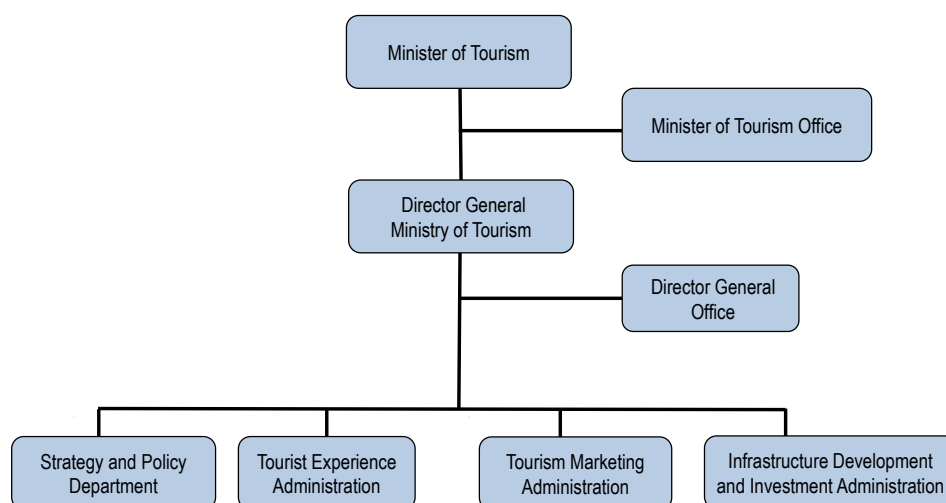 Minister of Tourism
Minister of Tourism Office
Director General
Ministry of Tourism
Director General
Office
Strategy and Policy
Department
Tourist Experience
Administration
Tourism Marketing
Administration
Infrastructure Development
and Investment Administration